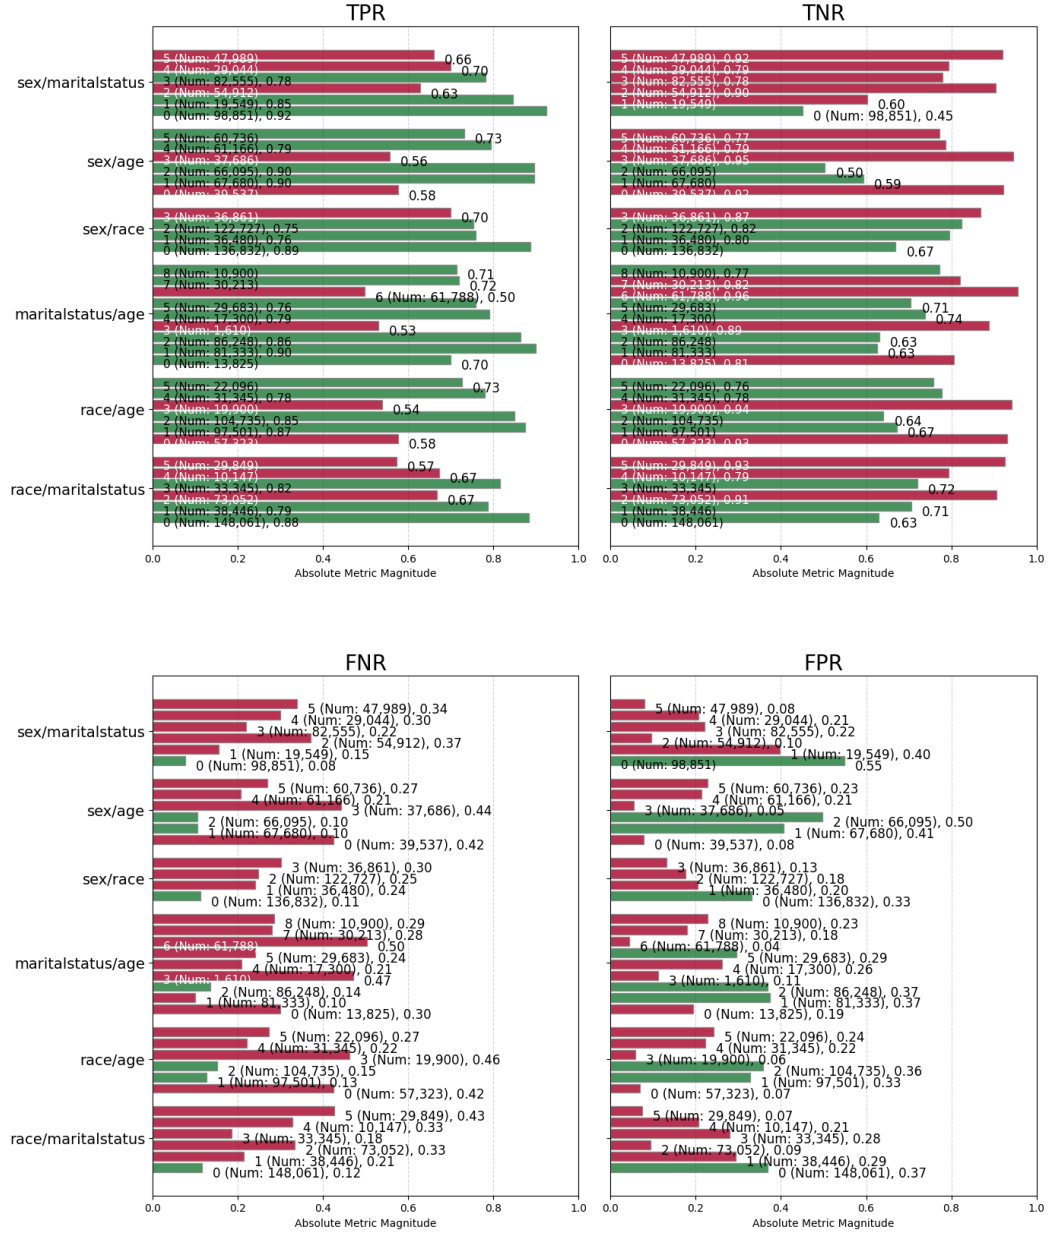 TPR
sex/maritalstatus
5 (Num: 47,989)
0.66
4 (Num: 29,044)
0.70
3 (Num: 82,555), 0.78
2 (Num: 54,912)
0.63
1 (Num: 19,549), 0.85
0 (Num: 98,851), 0.92
sex/age
5 (Num: 60,736)
0.73
4 (Num: 61,166), 0.79
3 (Num: 37,686)
0.56
2 (Num: 66,095), 0.90
1 (Num: 67,680), 0.90
0 (Num: 39,537)
0.58
sex/race
3 (Num: 36,861)
0.70
2 (Num: 122,727), 0.75
1 (Num: 36,480), 0.76
0 (Num: 136,832), 0.89
maritalstatus/age
8 (Num: 10,900)
0.71
7 (Num: 30,213)
0.72
6 (Num: 61,788), 0.50
5 (Num: 29,683), 0.76
4 (Num: 17,300), 0.79
3 (Num: 1,610)
0.53
2 (Num: 86,248), 0.86
1 (Num: 81,333), 0.90
0 (Num: 13,825)
0.70
race/age
5 (Num: 22,096)
0.73
4 (Num: 31,345), 0.78
3 (Num: 19,900)
0.54
2 (Num: 104,735), 0.85
1 (Num: 97,501), 0.87
0 (Num: 57,323)
0.58
race/maritalstatus
5 (Num: 29,849)
0.57
4 (Num: 10,147)
0.67
3 (Num: 33,345), 0.82
2 (Num: 73,052)
0.67
1 (Num: 38,446), 0.79
0 (Num: 148,061), 0.88
0.0 0.2 0.4 0.6 0.8 1.0
Absolute Metric Magnitude
TNR
5 (Num: 47,989), 0.92
4 (Num: 29,044), 0.79
3 (Num: 82,555), 0.78
2 (Num: 54,912), 0.90
1 (Num: 19,549)
0.60
0 (Num: 98,851), 0.45
5 (Num: 60,736), 0.77
4 (Num: 61,166), 0.79
3 (Num: 37,686), 0.95
2 (Num: 66,095)
0.50
1 (Num: 67,680)
0.59
0 (Num: 39,537), 0.92
3 (Num: 36,861), 0.87
2 (Num: 122,727), 0.82
1 (Num: 36,480), 0.80
0 (Num: 136,832)
0.67
8 (Num: 10,900), 0.77
7 (Num: 30,213), 0.82
6 (Num: 61,788), 0.96
5 (Num: 29,683)
0.71
4 (Num: 17,300)
0.74
3 (Num: 1,610), 0.89
2 (Num: 86,248)
0.63
1 (Num: 81,333)
0.63
0 (Num: 13,825), 0.81
5 (Num: 22,096), 0.76
4 (Num: 31,345), 0.78
3 (Num: 19,900), 0.94
2 (Num: 104,735)
0.64
1 (Num: 97,501)
0.67
0 (Num: 57,323), 0.93
5 (Num: 29,849), 0.93
4 (Num: 10,147), 0.79
3 (Num: 33,345)
0.72
2 (Num: 73,052), 0.91
1 (Num: 38,446)
0.71
0 (Num: 148,061)
0.63
0.0 0.2 0.4 0.6 0.8 1.0
Absolute Metric Magnitude
FNR
sex/maritalstatus
5 (Num: 47,989), 0.34
4 (Num: 29,044), 0.30
3 (Num: 82,555), 0.22
2 (Num: 54,912), 0.37
1 (Num: 19,549), 0.15
0 (Num: 98,851), 0.08
sex/age
5 (Num: 60,736), 0.27
4 (Num: 61,166), 0.21
3 (Num: 37,686), 0.44
2 (Num: 66,095), 0.10
1 (Num: 67,680), 0.10
0 (Num: 39,537), 0.42
sex/race
3 (Num: 36,861), 0.30
2 (Num: 122,727), 0.25
1 (Num: 36,480), 0.24
0 (Num: 136,832), 0.11
maritalstatus/age
8 (Num: 10,900), 0.29
7 (Num: 30,213), 0.28
6 (Num: 61,788)
0.50
5 (Num: 29,683), 0.24
4 (Num: 17,300), 0.21
3 (Num: 1,610)
0.47
2 (Num: 86,248), 0.14
1 (Num: 81,333), 0.10
0 (Num: 13,825), 0.30
race/age
5 (Num: 22,096), 0.27
4 (Num: 31,345), 0.22
3 (Num: 19,900), 0.46
2 (Num: 104,735), 0.15
1 (Num: 97,501), 0.13
0 (Num: 57,323), 0.42
race/maritalstatus
5 (Num: 29,849), 0.43
4 (Num: 10,147), 0.33
3 (Num: 33,345), 0.18
2 (Num: 73,052), 0.33
1 (Num: 38,446), 0.21
0 (Num: 148,061), 0.12
0.0 0.2 0.4 0.6 0.8 1.0
Absolute Metric Magnitude
FPR
5 (Num: 47,989), 0.08
4 (Num: 29,044), 0.21
3 (Num: 82,555), 0.22
2 (Num: 54,912), 0.10
1 (Num: 19,549), 0.40
0 (Num: 98,851)
0.55
5 (Num: 60,736), 0.23
4 (Num: 61,166), 0.21
3 (Num: 37,686), 0.05
2 (Num: 66,095), 0.50
1 (Num: 67,680), 0.41
0 (Num: 39,537), 0.08
3 (Num: 36,861), 0.13
2 (Num: 122,727), 0.18
1 (Num: 36,480), 0.20
0 (Num: 136,832), 0.33
8 (Num: 10,900), 0.23
7 (Num: 30,213), 0.18
6 (Num: 61,788), 0.04
5 (Num: 29,683), 0.29
4 (Num: 17,300), 0.26
3 (Num: 1,610), 0.11
2 (Num: 86,248), 0.37
1 (Num: 81,333), 0.37
0 (Num: 13,825), 0.19
5 (Num: 22,096), 0.24
4 (Num: 31,345), 0.22
3 (Num: 19,900), 0.06
2 (Num: 104,735), 0.36
1 (Num: 97,501), 0.33
0 (Num: 57,323), 0.07
5 (Num: 29,849), 0.07
4 (Num: 10,147), 0.21
3 (Num: 33,345), 0.28
2 (Num: 73,052), 0.09
1 (Num: 38,446), 0.29
0 (Num: 148,061), 0.37
0.0 0.2 0.4 0.6 0.8 1.0
Absolute Metric Magnitude